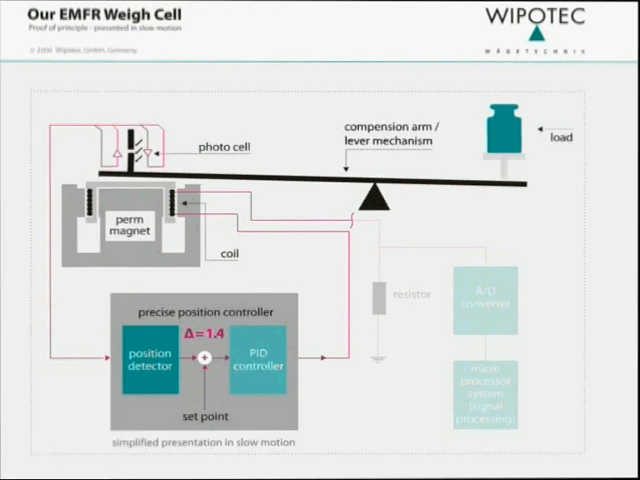 Our EMFR Weigh Cell
Proof of principle - presented in slow motion
© 2006 Wipotec GmbH, Germany
WIPOTEC
WÄGETECHNIK
compension arm /
lever mechanism
load
photo cell
perm
magnet
coil
resistor
A/D
converter
precise position controller
Δ=1.4
position
detector
+
PID
controller
set point
micro
processor
system
(signal
processing)
simplified presentation in slow motion